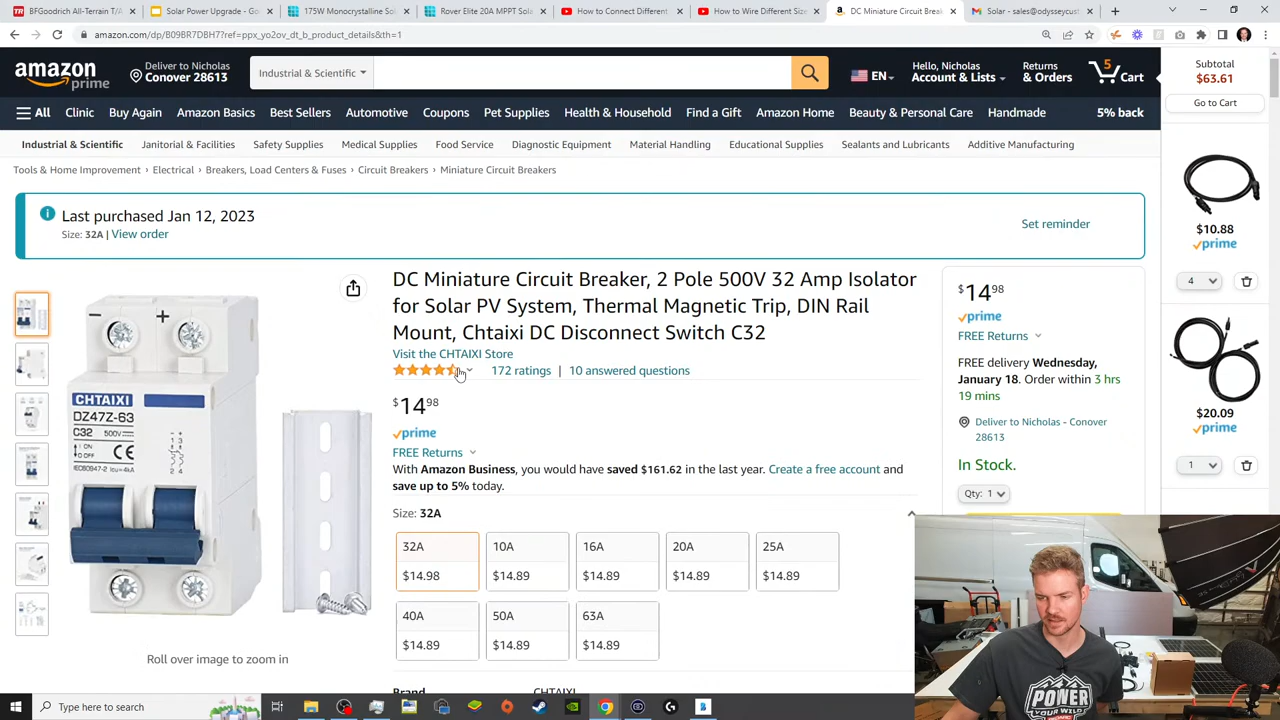 BFGoodrich All-Terrain T/A
Solar Power Upgrade - Go
175W Monocrystalline Sol
Rover Elite 20A MPPT Sol
How to Connect Different
How to Wire Different Size
DC Miniature Circuit Break
Solar - sales@odysseycust
amazon.com/dp/B09BR7DBH7?ref=ppx_yo2ov_dt_b_product_details&th=1
amazon prime
Deliver to Nicholas
Conover 28613
Industrial & Scientific
EN
Hello, Nicholas
Account & Lists
Returns
& Orders
5
Cart
Subtotal
$63.61
Go to Cart
All Clinic Buy Again Amazon Basics Best Sellers Automotive Coupons Pet Supplies Health & Household Find a Gift Amazon Home Beauty & Personal Care Handmade 5% back
Industrial & Scientific Janitorial & Facilities Safety Supplies Medical Supplies Food Service Diagnostic Equipment Material Handling Educational Supplies Sealants and Lubricants Additive Manufacturing
Tools & Home Improvement › Electrical › Breakers, Load Centers & Fuses › Circuit Breakers › Miniature Circuit Breakers
Last purchased Jan 12, 2023
Size: 32A | View order
Set reminder
$10.88
prime
4
$20.09
prime
1
CHTAIXI
DZ47Z-63
C32 500V
CE
DC Miniature Circuit Breaker, 2 Pole 500V 32 Amp Isolator
for Solar PV System, Thermal Magnetic Trip, DIN Rail
Mount, Chtaixi DC Disconnect Switch C32
Visit the CHTAIXI Store
172 ratings | 10 answered questions
$14.98
prime
FREE Returns
With Amazon Business, you would have saved $161.62 in the last year. Create a free account and
save up to 5% today.
Size: 32A
32A
$14.98
10A
$14.89
16A
$14.89
20A
$14.89
25A
$14.89
40A
$14.89
50A
$14.89
63A
$14.89
Brand CHTAIXI
Roll over image to zoom in
$14.98
prime
FREE Returns
FREE delivery Wednesday,
January 18. Order within 3 hrs
19 mins
Deliver to Nicholas - Conover
28613
In Stock.
Qty: 1
POWER
YOUR WILD
Type here to search